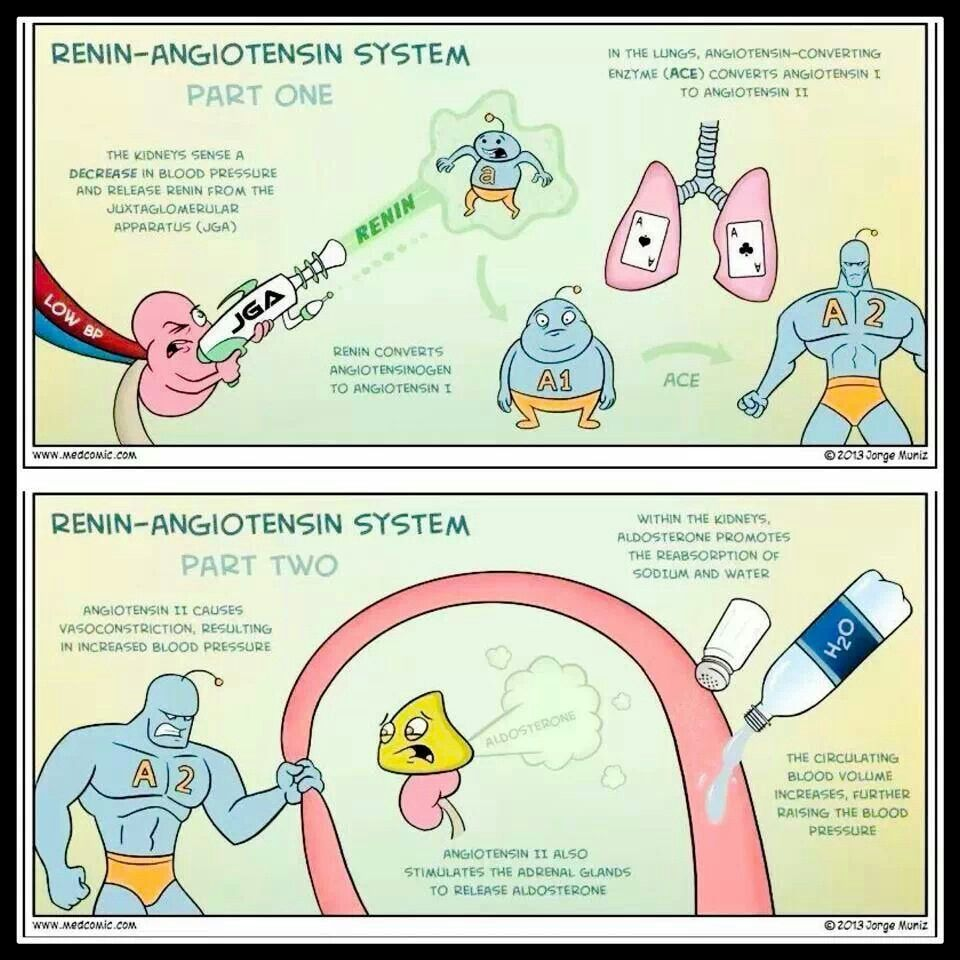 RENIN-ANGIOTENSIN SYSTEM
PART ONE
THE KIDNEYS SENSE A
DECREASE IN BLOOD PRESSURE
AND RELEASE RENIN FROM THE
JUXTAGLOMERULAR
APPARATUS (JGA)
LOW BP
JGA
RENIN
a
RENIN CONVERTS
ANGIOTENSINOGEN
TO ANGIOTENSIN I
A1
ACE
IN THE LUNGS, ANGIOTENSIN-CONVERTING
ENZYME (ACE) CONVERTS ANGIOTENSIN I
TO ANGIOTENSIN II
A
A
A
A
A 2
www.medcomic.com
© 2013 Jorge Muniz
RENIN-ANGIOTENSIN SYSTEM
PART TWO
ANGIOTENSIN II CAUSES
VASOCONSTRICTION, RESULTING
IN INCREASED BLOOD PRESSURE
A 2
ALDOSTERONE
ANGIOTENSIN II ALSO
STIMULATES THE ADRENAL GLANDS
TO RELEASE ALDOSTERONE
WITHIN THE KIDNEYS,
ALDOSTERONE PROMOTES
THE REABSORPTION OF
SODIUM AND WATER
H2O
THE CIRCULATING
BLOOD VOLUME
INCREASES, FURTHER
RAISING THE BLOOD
PRESSURE
www.medcomic.com
© 2013 Jorge Muniz